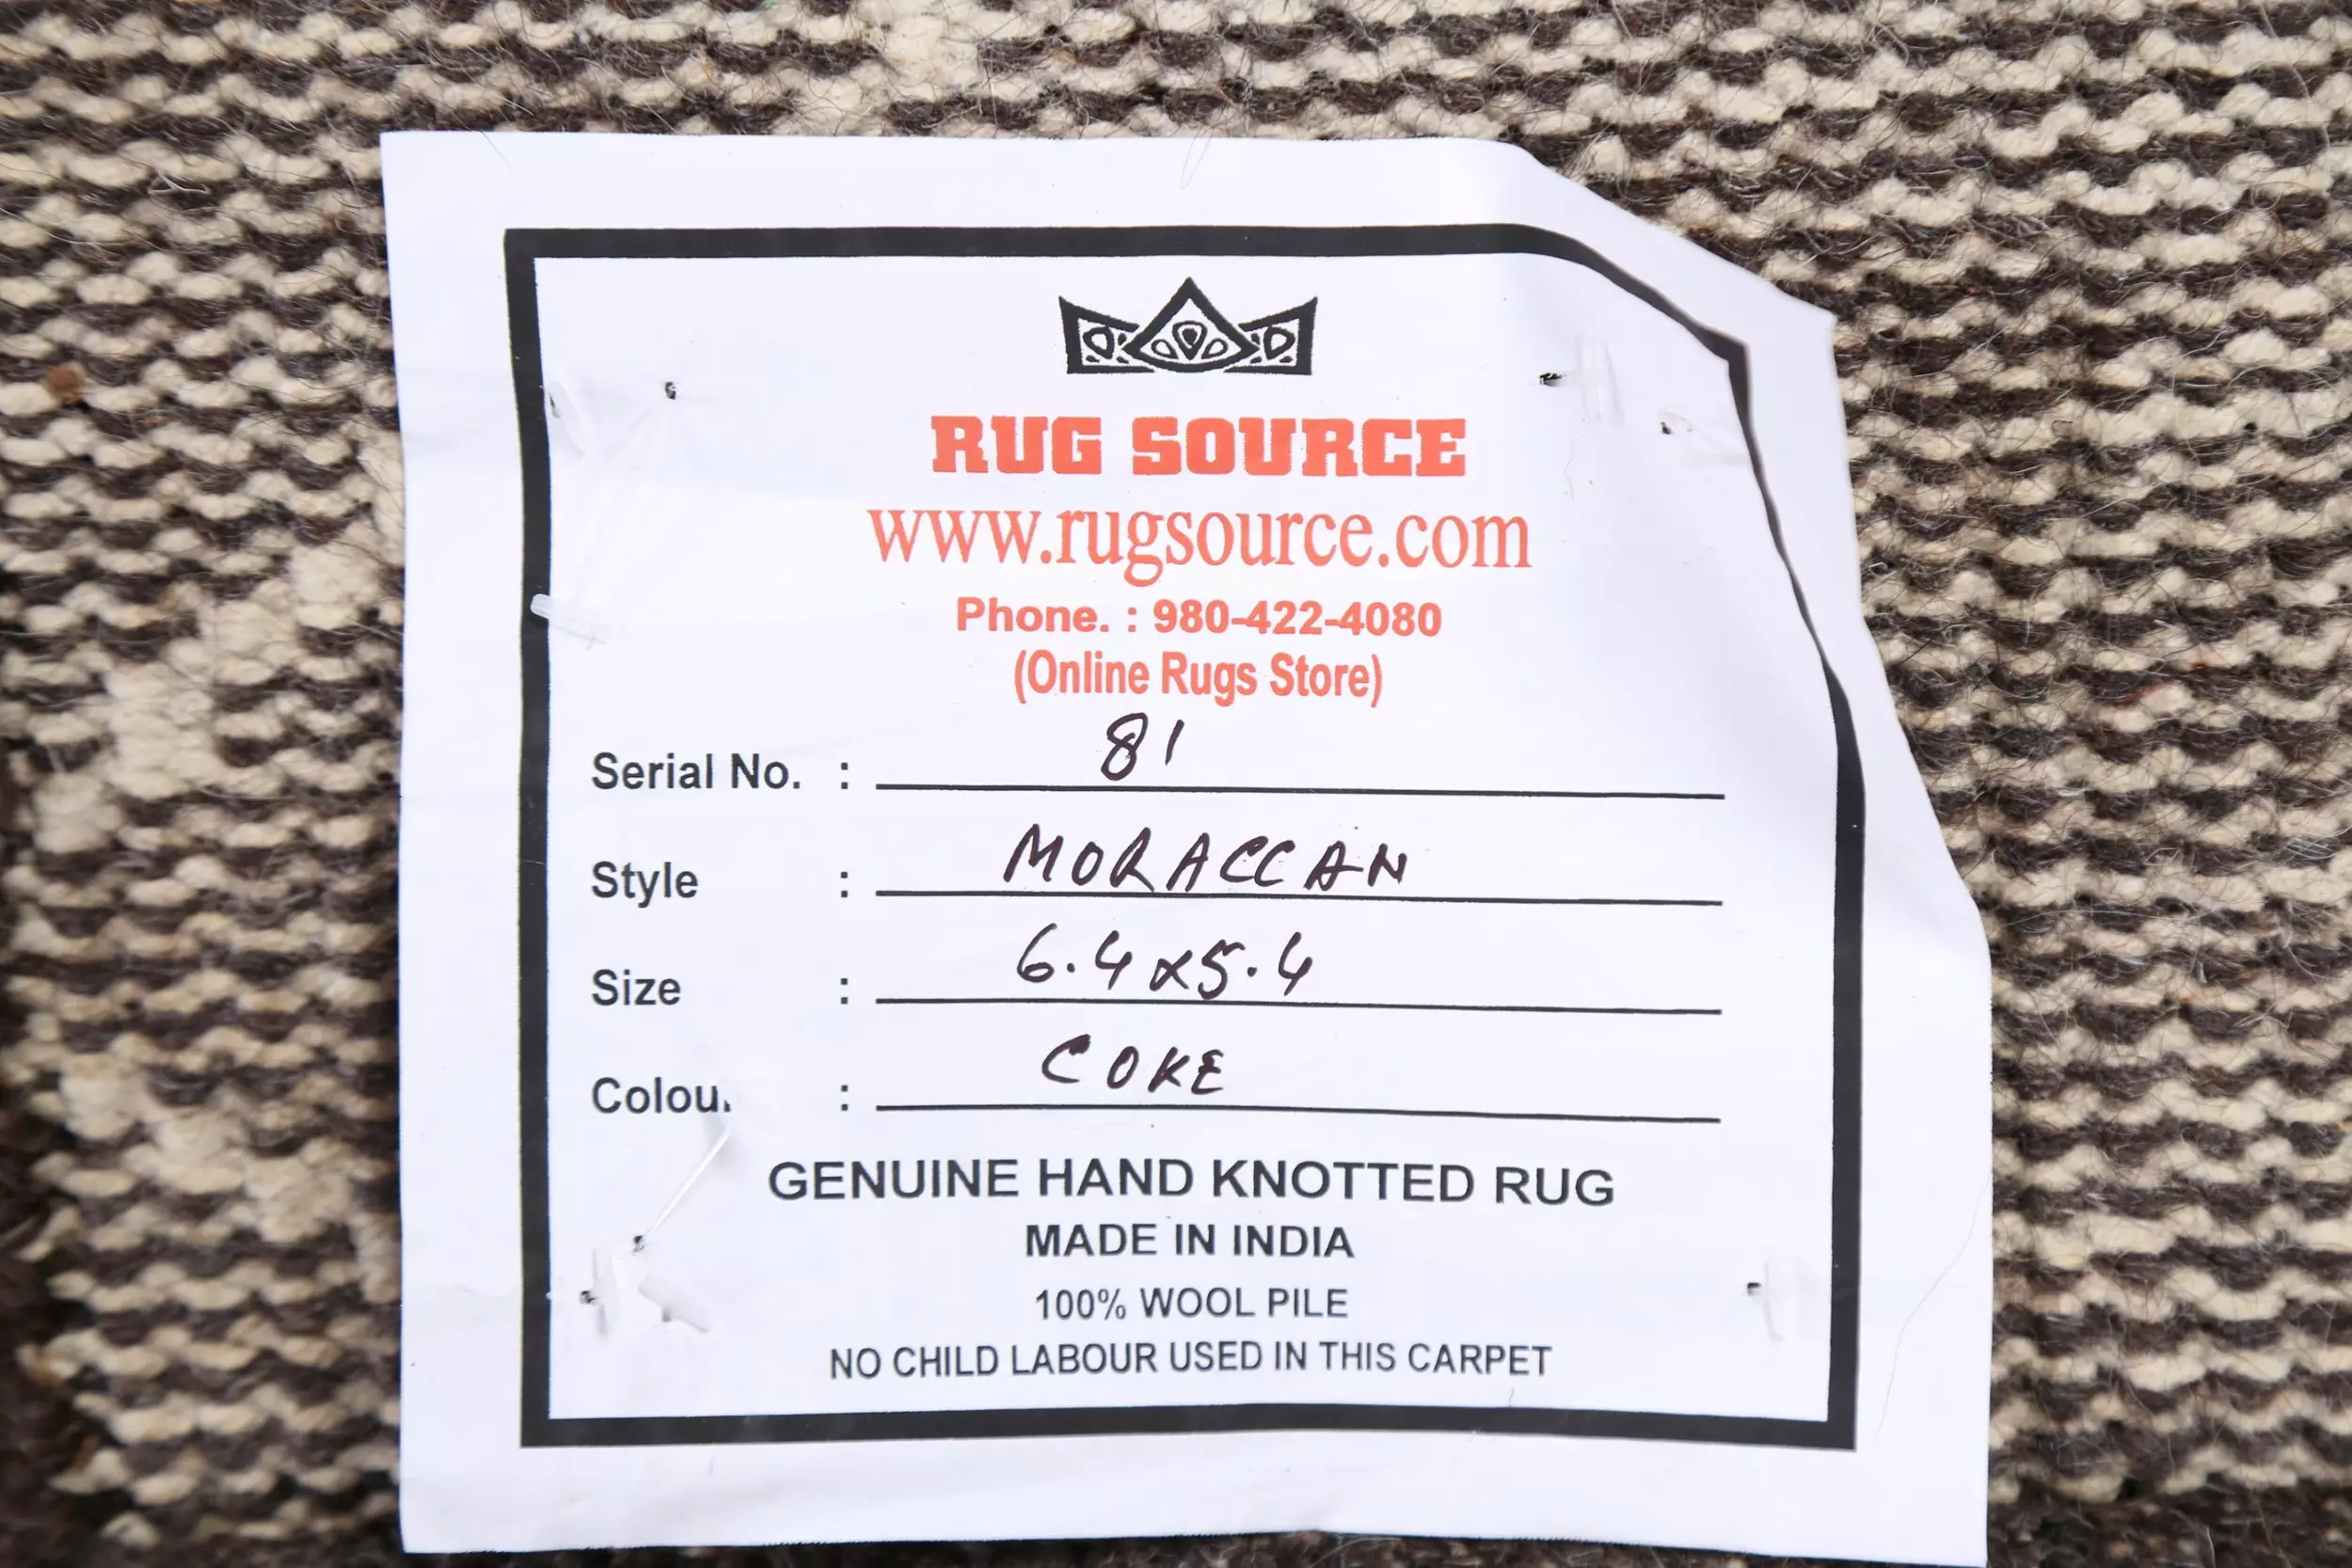 RUG SOURCE
www.rugsource.com
Phone. : 980-422-4080
(Online Rugs Store)
Serial No. : 81
Style : MORACCAN
Size : 6.4x5.4
Colour : COKE
GENUINE HAND KNOTTED RUG
MADE IN INDIA
100% WOOL PILE
NO CHILD LABOUR USED IN THIS CARPET